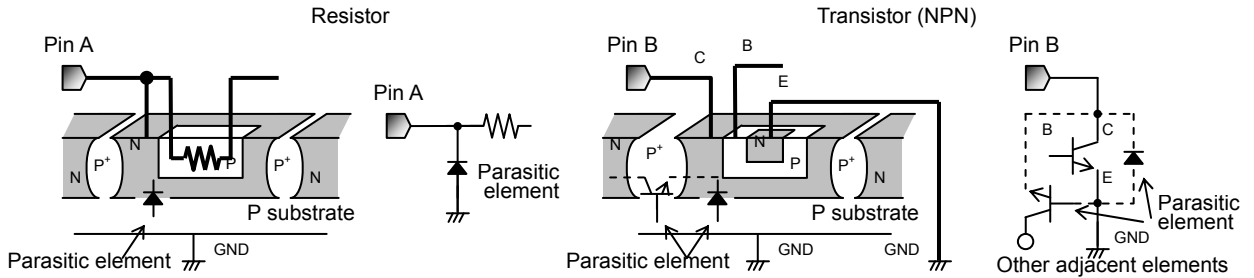 Resistor
Transistor (NPN)
Pin A
Pin B
C
B
E
Pin B
Pin A
N
P+
N
P
P+
N
Parasitic
element
P substrate
Parasitic element
GND
N
P+
N
P
P+
N
P substrate
Parasitic element
GND
GND
B
C
E
Parasitic
element
GND
Other adjacent elements